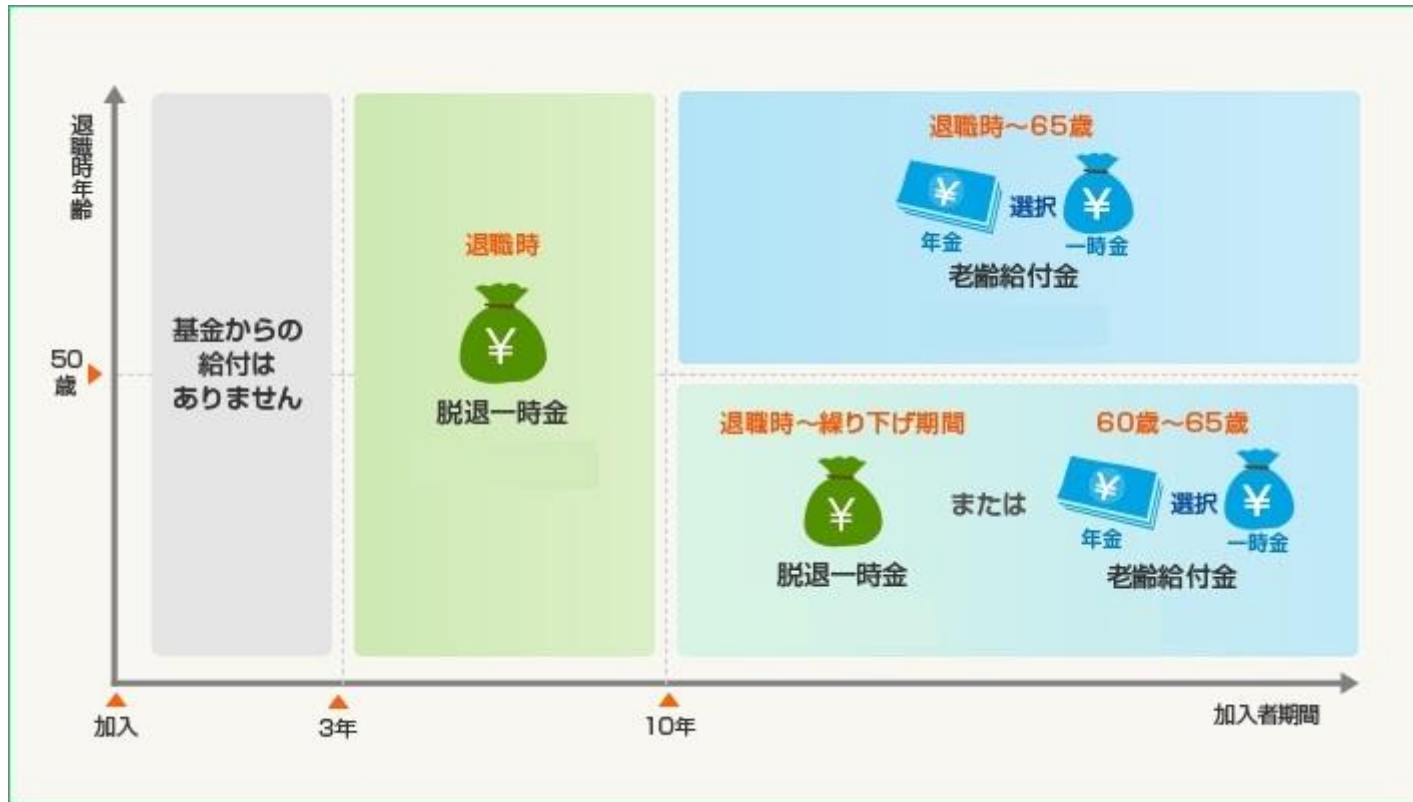 退職時年齢
50
歳
基金からの
給付は
ありません
退職時
¥
脱退一時金
退職時～65歳
¥
選択
¥
年金
一時金
老齢給付金
退職時～繰り下げ期間
¥
脱退一時金
または
60歳～65歳
¥
選択
¥
年金
一時金
老齢給付金
加入
3年
10年
加入者期間